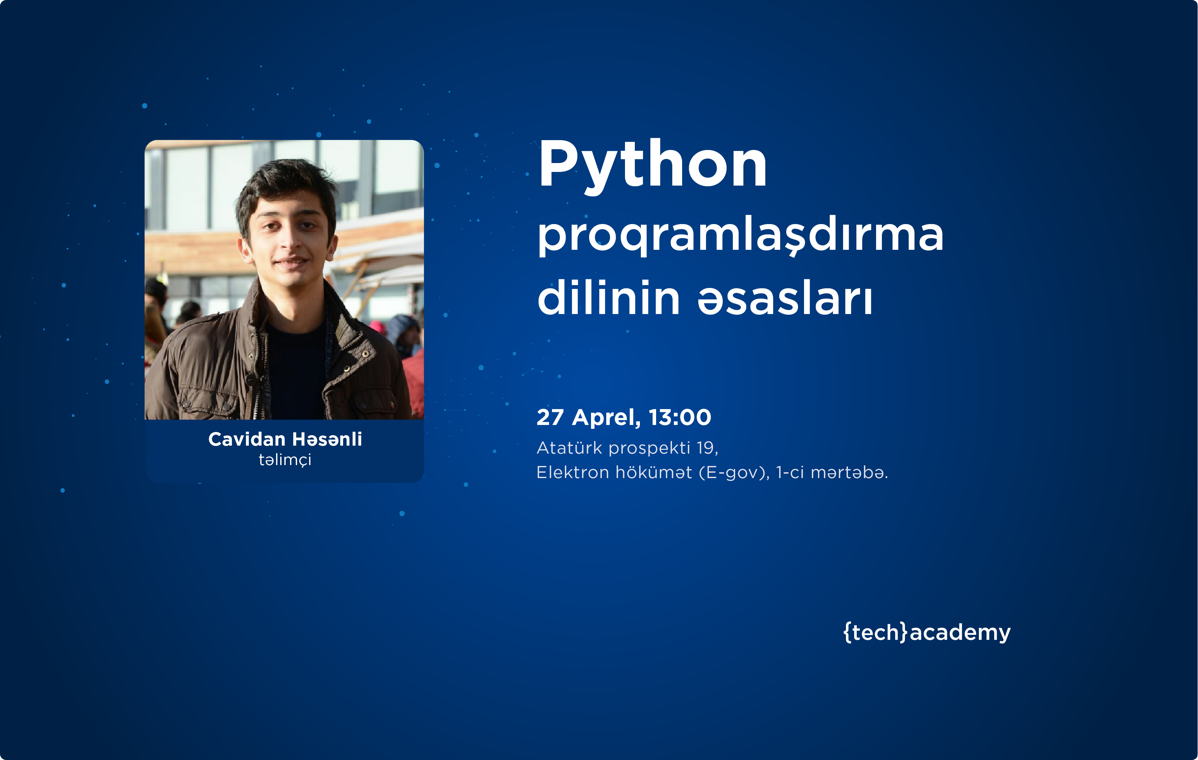 Python
proqramlaşdırma
dilinin əsasları
Cavidan Həsənli
təlimçi
27 Aprel, 13:00
Atatürk prospekti 19,
Elektron hökümət (E-gov), 1-ci mərtəbə.
{tech}academy